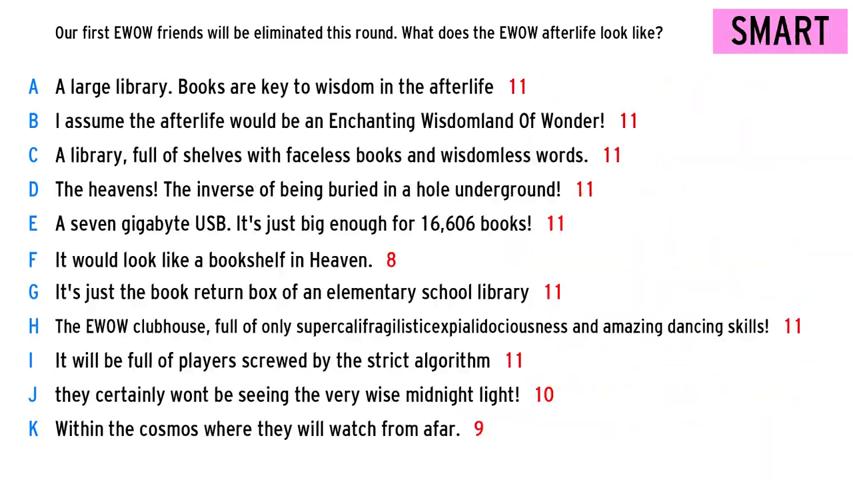 Our first EWOW friends will be eliminated this round. What does the EWOW afterlife look like?
SMART
A A large library. Books are key to wisdom in the afterlife 11
B I assume the afterlife would be an Enchanting Wisdomland Of Wonder! 11
C A library, full of shelves with faceless books and wisdomless words. 11
D The heavens! The inverse of being buried in a hole underground! 11
E A seven gigabyte USB. It's just big enough for 16,606 books! 11
F It would look like a bookshelf in Heaven. 8
G It's just the book return box of an elementary school library 11
H The EWOW clubhouse, full of only supercalifragilisticexpialidociousness and amazing dancing skills! 11
I It will be full of players screwed by the strict algorithm 11
J they certainly wont be seeing the very wise midnight light! 10
K Within the cosmos where they will watch from afar. 9